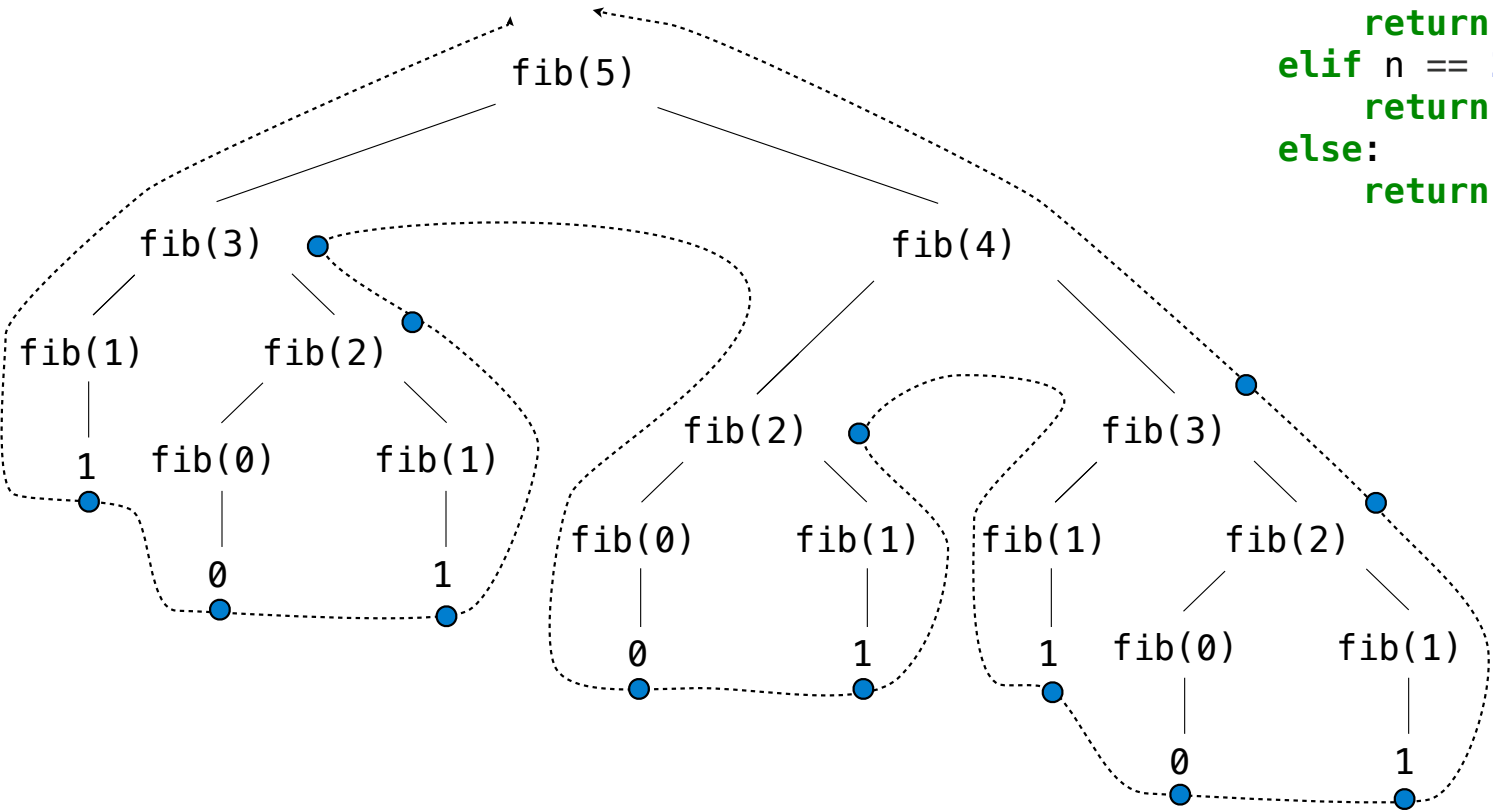 return
elif n ==
return
else:
return
fib(5)
fib(3) fib(4)
fib(1) fib(2)
fib(2) fib(3)
1 fib(0) fib(1)
fib(0) fib(1) fib(1) fib(2)
0 1
0 1 1 fib(0) fib(1)
0 1